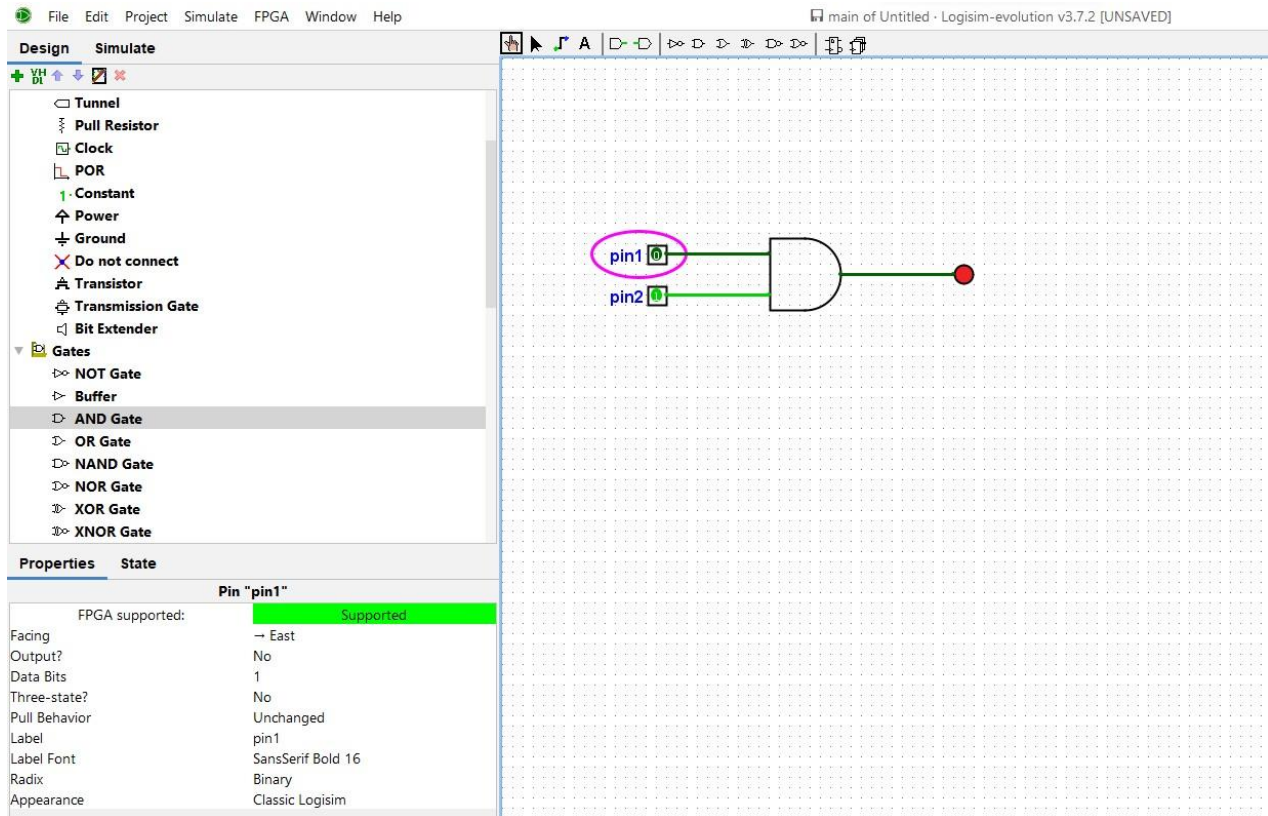 File Edit Project Simulate FPGA Window Help
main of Untitled · Logisim-evolution v3.7.2 [UNSAVED]
Design Simulate
A
VH
DL
Tunnel
Pull Resistor
Clock
POR
1 Constant
Power
Ground
Do not connect
Transistor
Transmission Gate
Bit Extender
Gates
NOT Gate
Buffer
AND Gate
OR Gate
NAND Gate
NOR Gate
XOR Gate
XNOR Gate
pin1 0
pin2 1
Properties State
Pin "pin1"
FPGA supported: Supported
Facing → East
Output? No
Data Bits 1
Three-state? No
Pull Behavior Unchanged
Label pin1
Label Font SansSerif Bold 16
Radix Binary
Appearance Classic Logisim